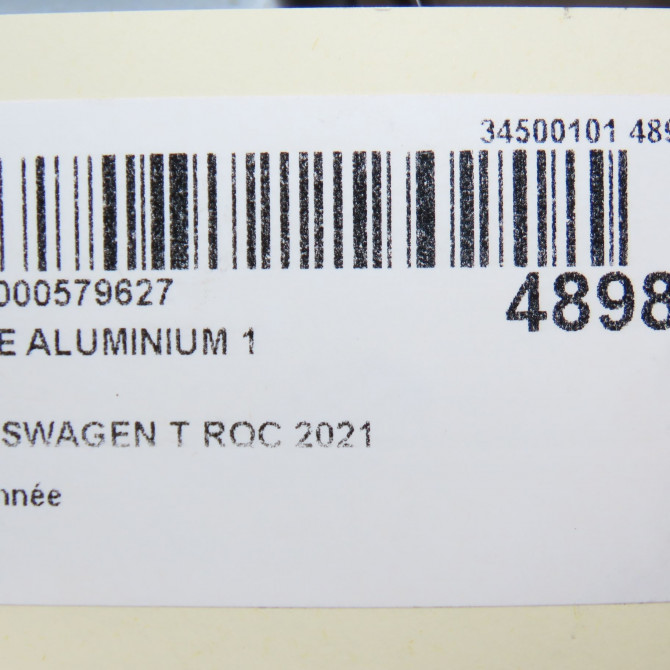 34500101 489
000579627
4898
E ALUMINIUM 1
SWAGEN T ROC 2021
nnée